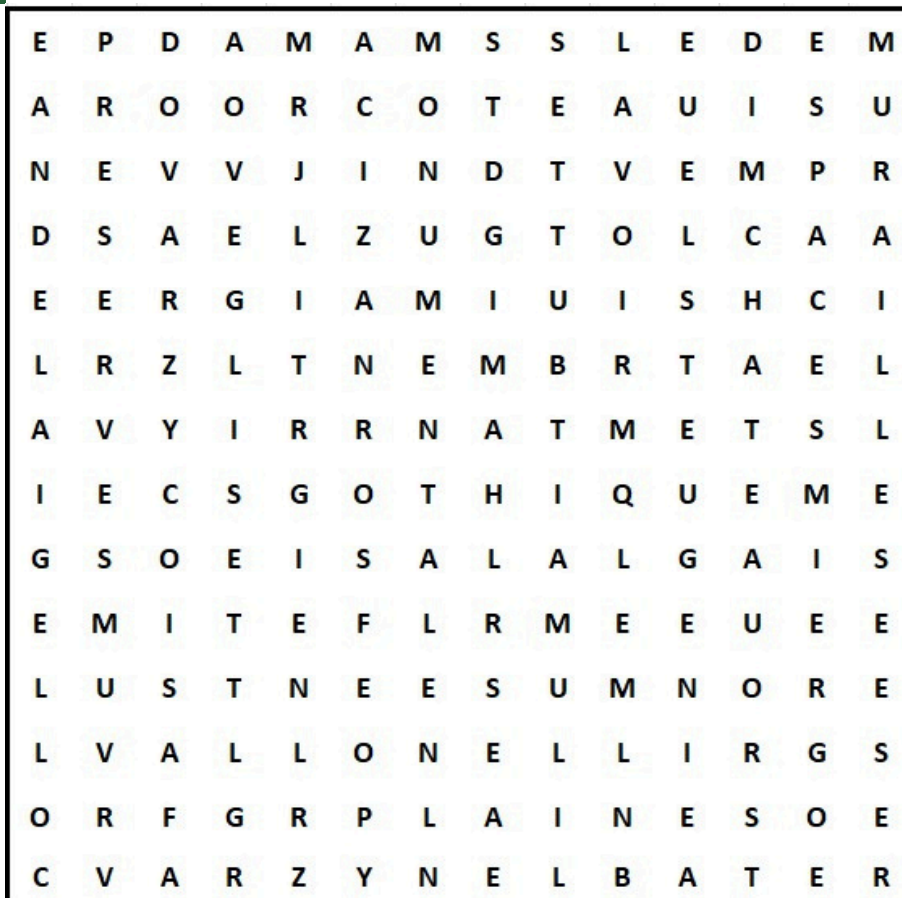 E P D A M A M S S L E D E M
A R O O R C O T E A U I S U
N E V V J I N D T V E M P R
D S A E L Z U G T O L C A A
E E R G I A M I U I S H C I
L R Z L T N E M B R T A E L
A V Y I R R N A T M E T S L
I E C S G O T H I Q U E M E
G S O E I S A L A L G A I S
E M I T E F L R M E E U E E
L U S T N E E S U M N O R E
L V A L L O N E L L I R G S
O R F G R P L A I N E S O E
C V A R Z Y N E L B A T E R